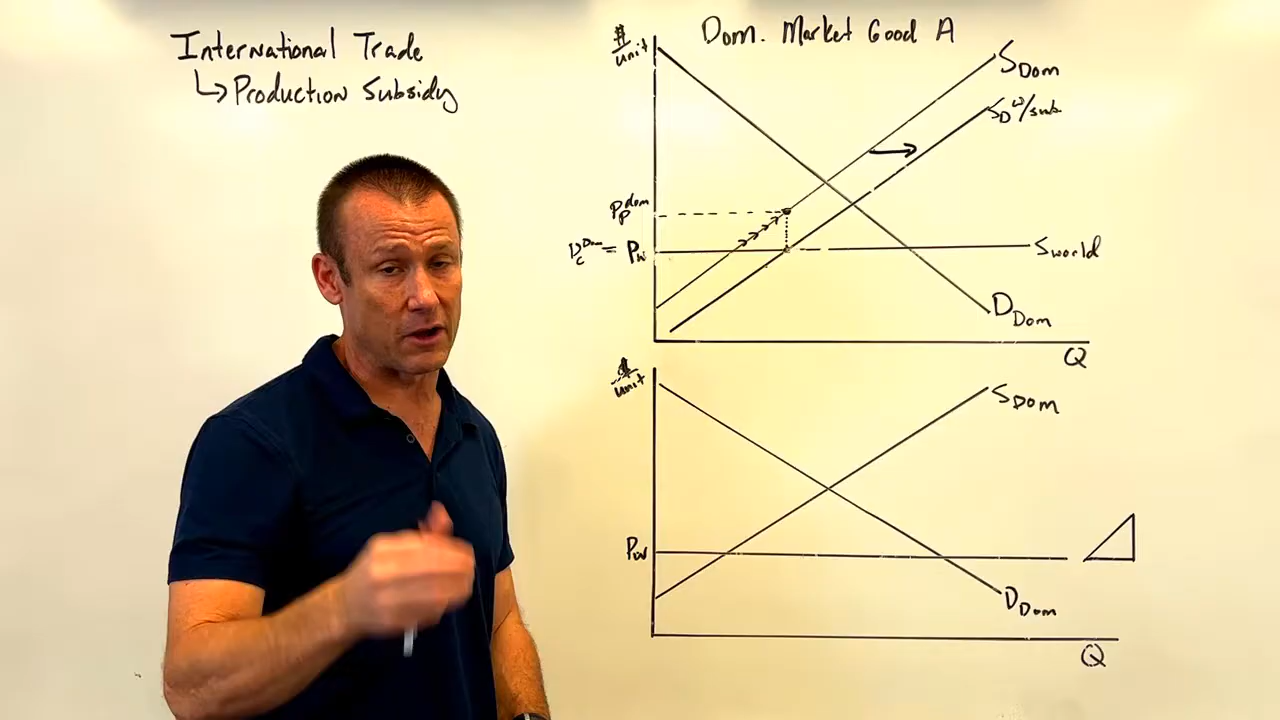 International Trade
↳ Production Subsidy
Dom. Market Good A
$/unit
S Dom
S D w/sub
P p dom
P c Dom = P w
S world
D Dom
Q
$/unit
S Dom
P w
D Dom
Q